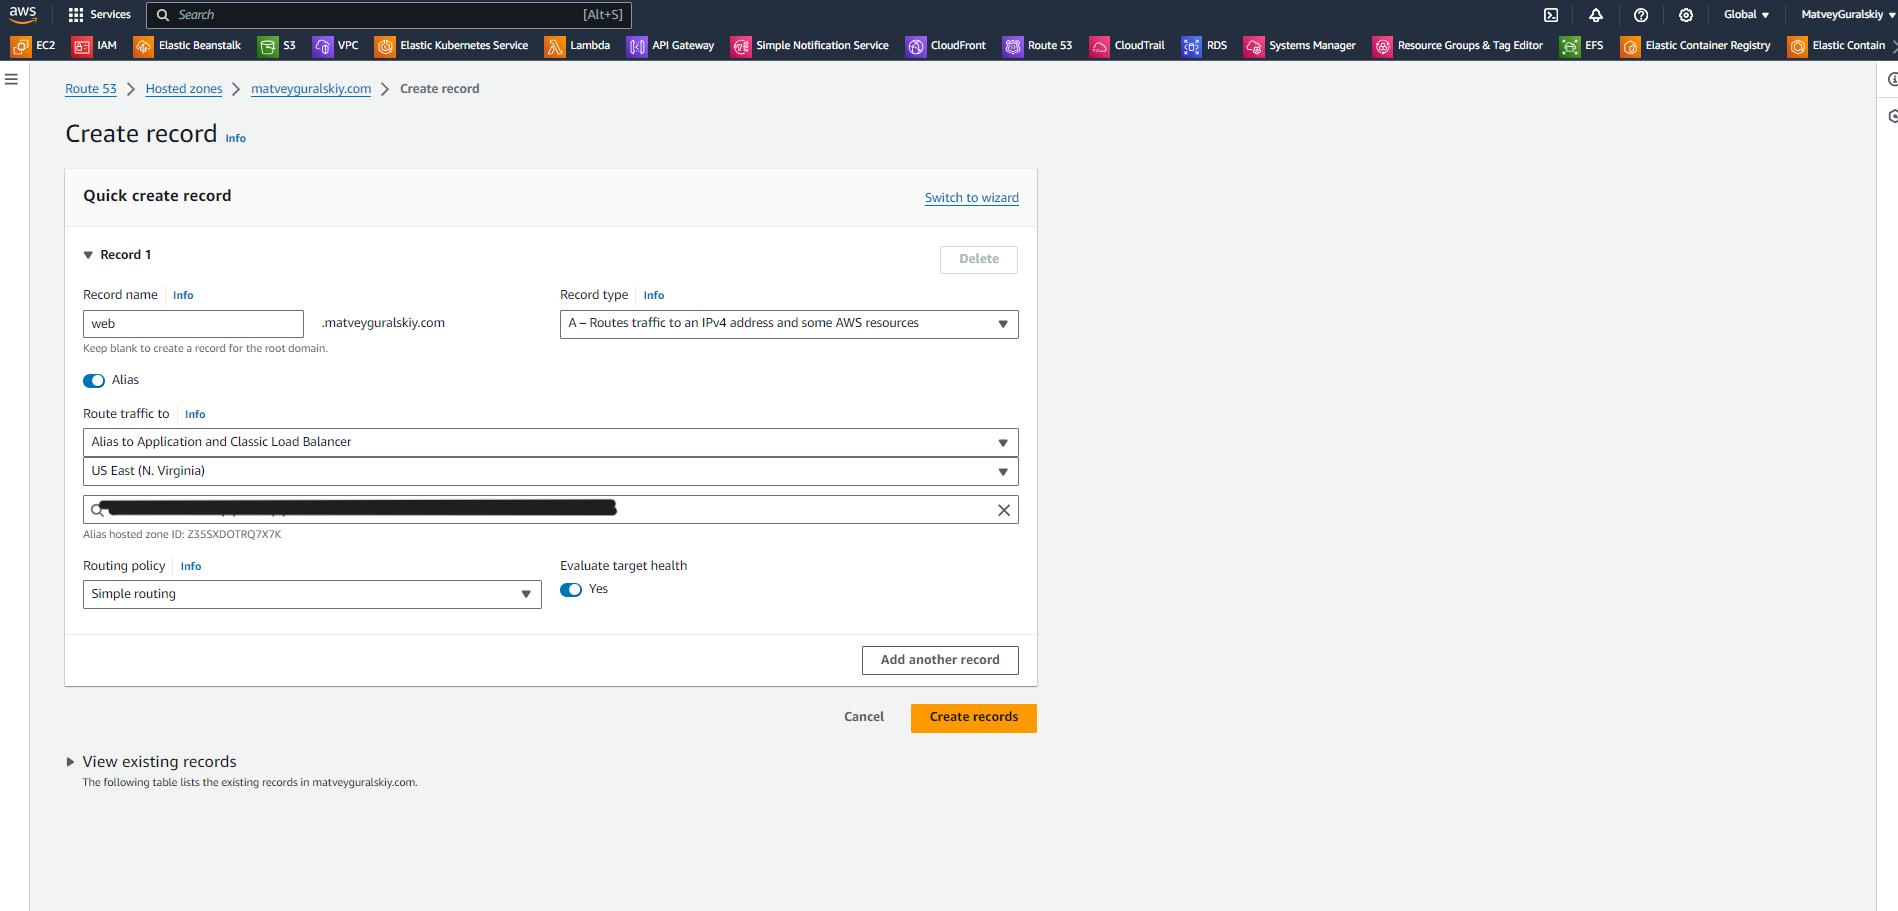 aws
Services
Search
[Alt+S]
Global
MatveyGuralskiy
EC2
IAM
Elastic Beanstalk
S3
VPC
Elastic Kubernetes Service
Lambda
API Gateway
Simple Notification Service
CloudFront
Route 53
CloudTrail
RDS
Systems Manager
Resource Groups & Tag Editor
EFS
Elastic Container Registry
Elastic Contain
Route 53 > Hosted zones > matveyguralskiy.com > Create record
Create record Info
Quick create record
Switch to wizard
Record 1
Delete
Record name Info
web
.matveyguralskiy.com
Keep blank to create a record for the root domain.
Record type Info
A – Routes traffic to an IPv4 address and some AWS resources
Alias
Route traffic to Info
Alias to Application and Classic Load Balancer
US East (N. Virginia)
Alias hosted zone ID: Z35SXDOTRQ7X7K
Routing policy Info
Simple routing
Evaluate target health
Yes
Add another record
Cancel
Create records
View existing records
The following table lists the existing records in matveyguralskiy.com.